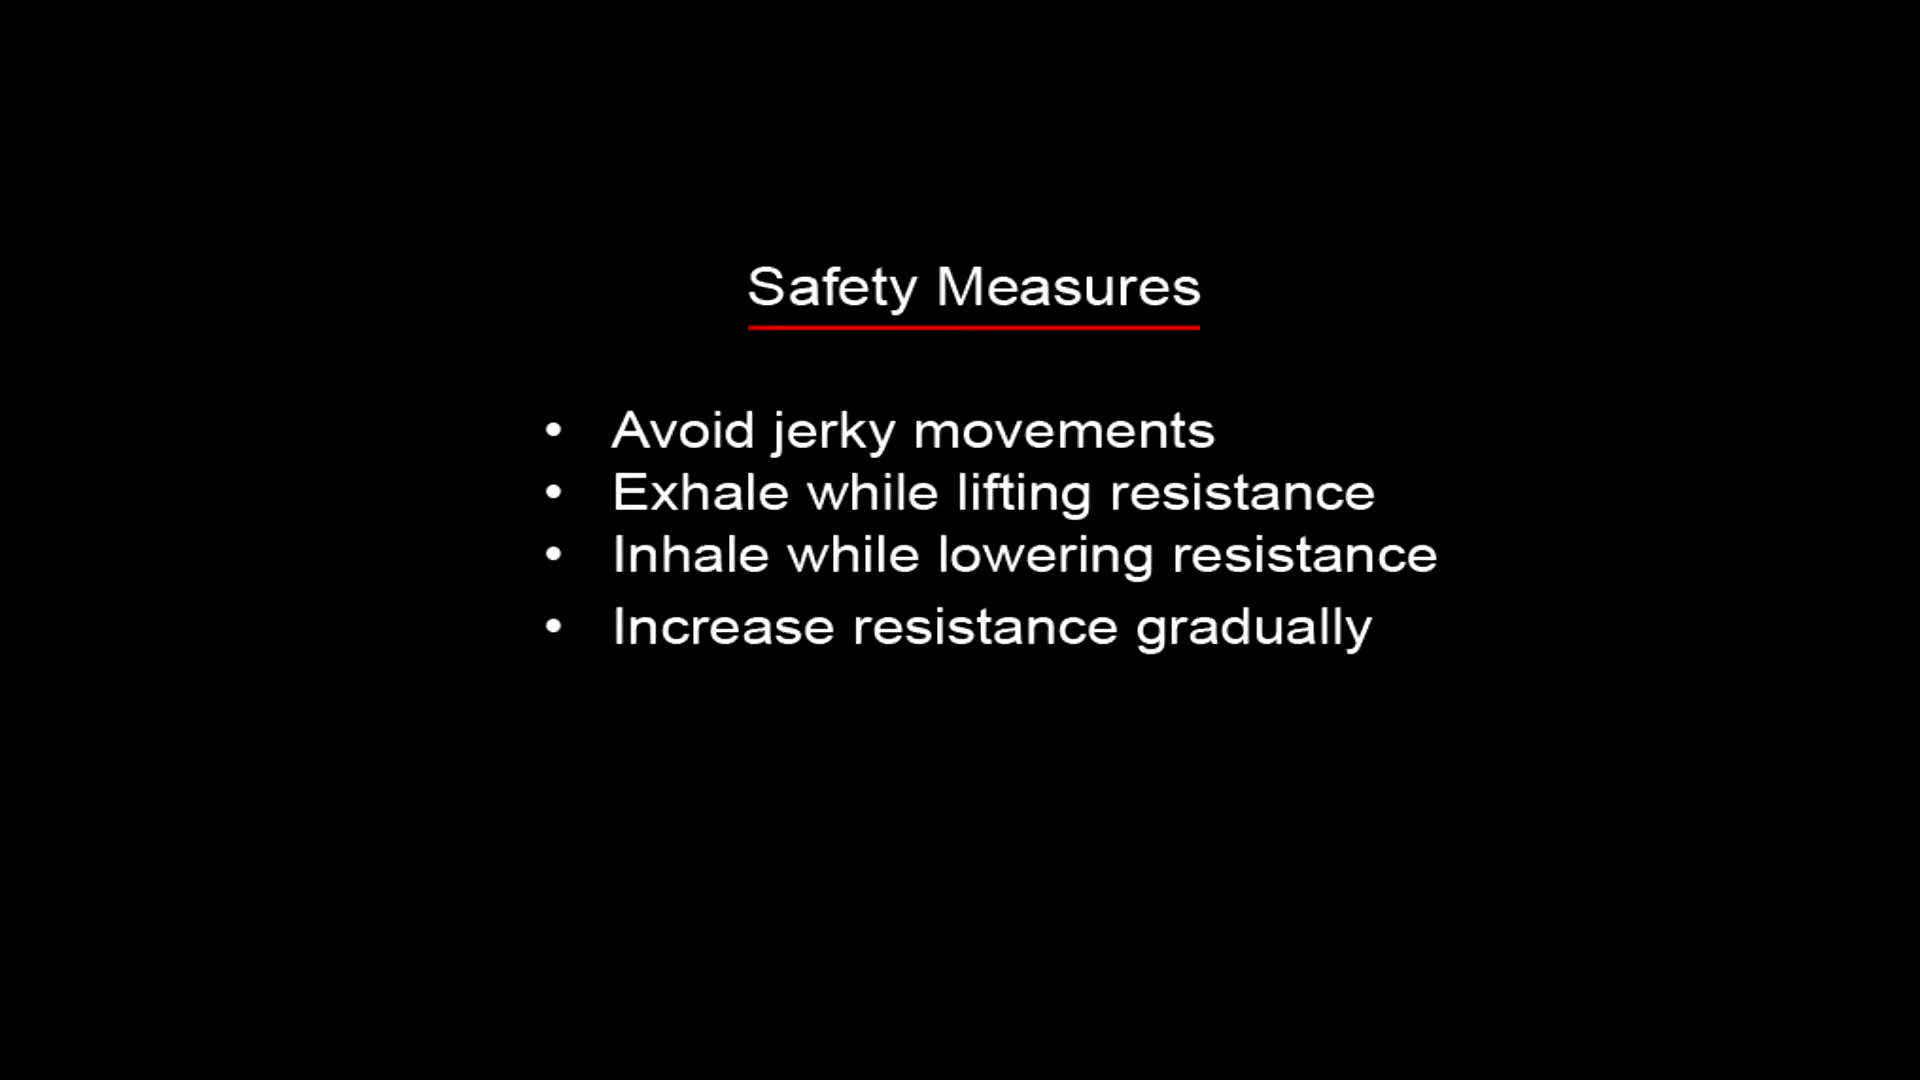 Safety Measures
• Avoid jerky movements
• Exhale while lifting resistance
• Inhale while lowering resistance
• Increase resistance gradually